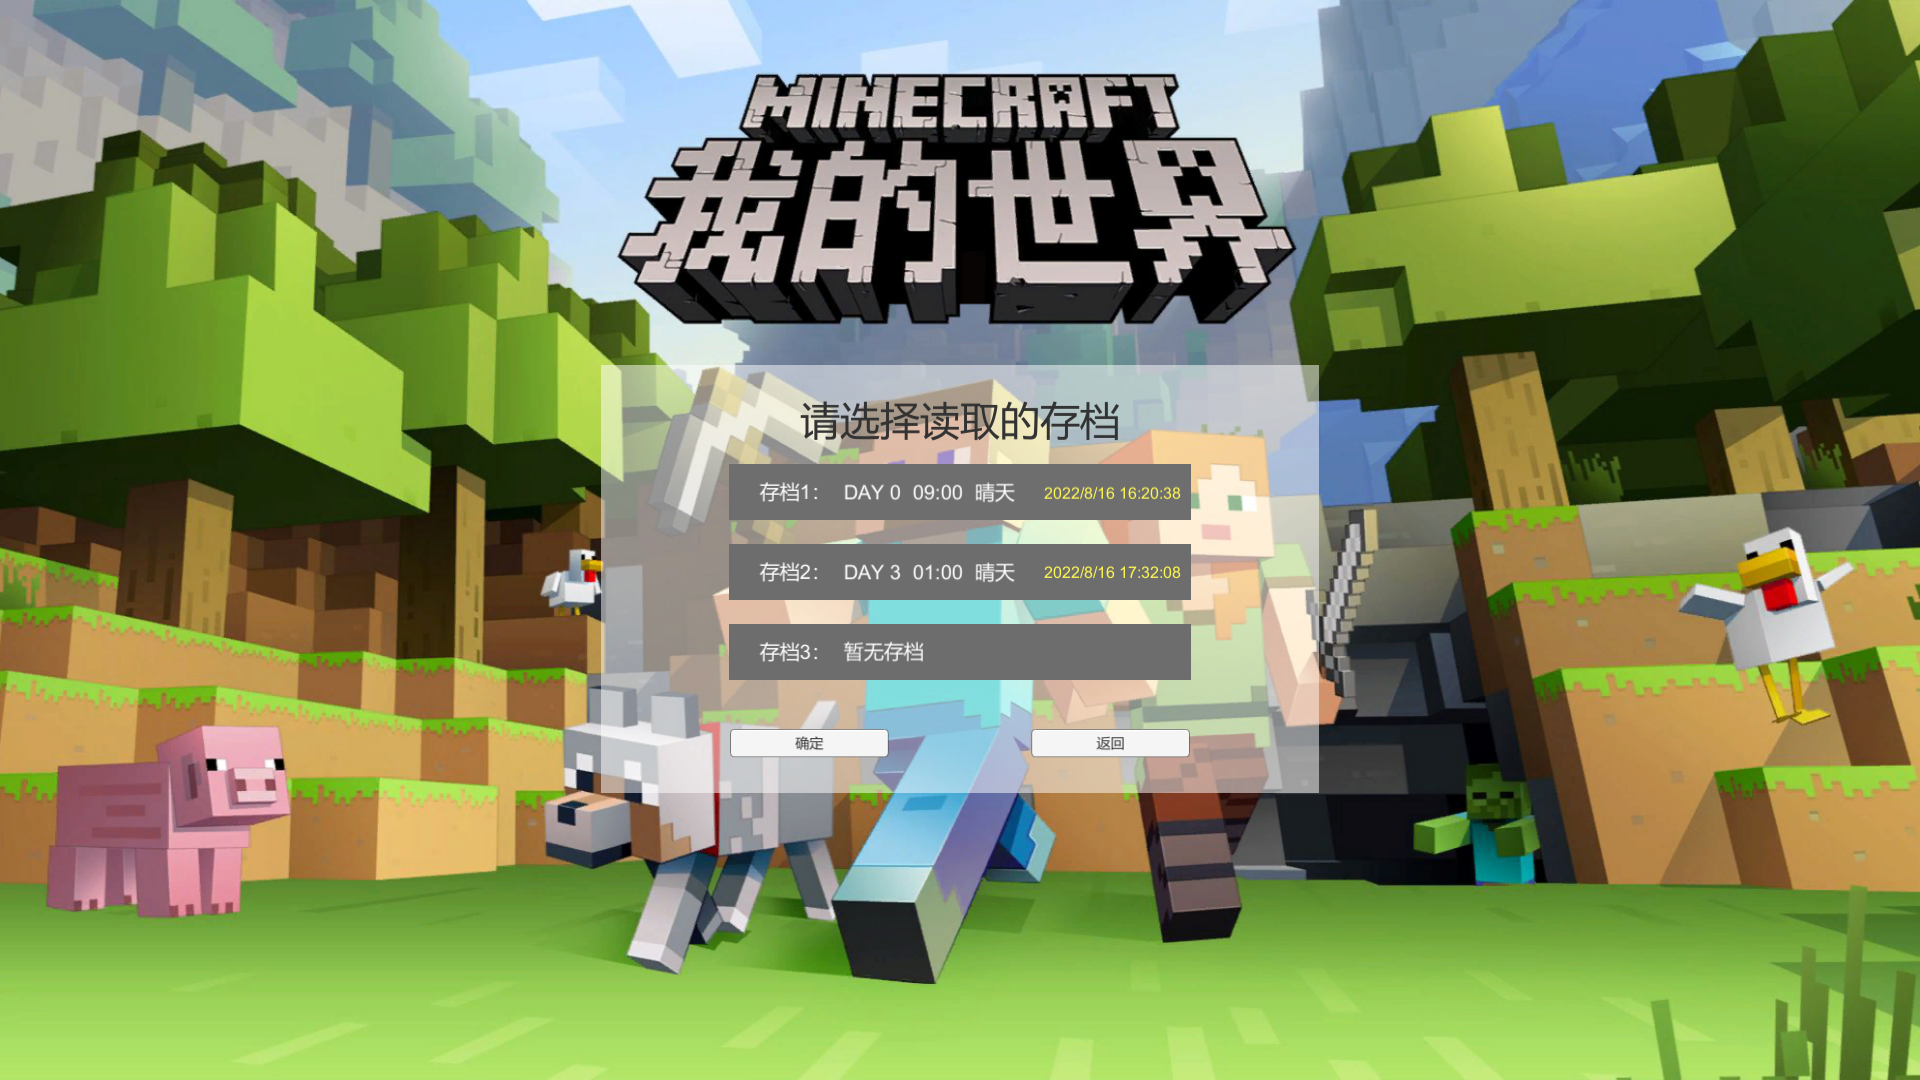 MINECRAFT
我的世界
请选择读取的存档
存档1： DAY 0 09:00 晴天 2022/8/16 16:20:38
存档2： DAY 3 01:00 晴天 2022/8/16 17:32:08
存档3： 暂无存档
确定 返回